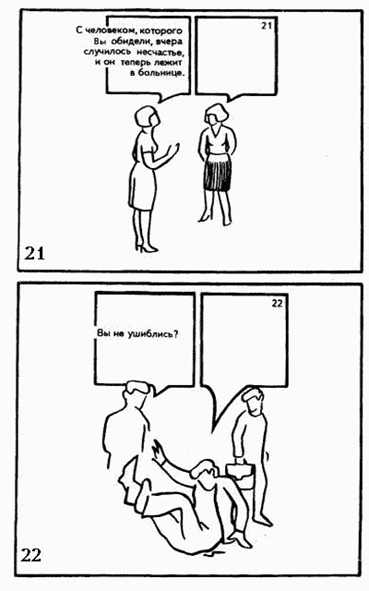 С человеком, которого
Вы обидели, вчера
случилось несчастье,
и он теперь лежит
в больнице.
21
21
Вы не ушиблись?
22
22